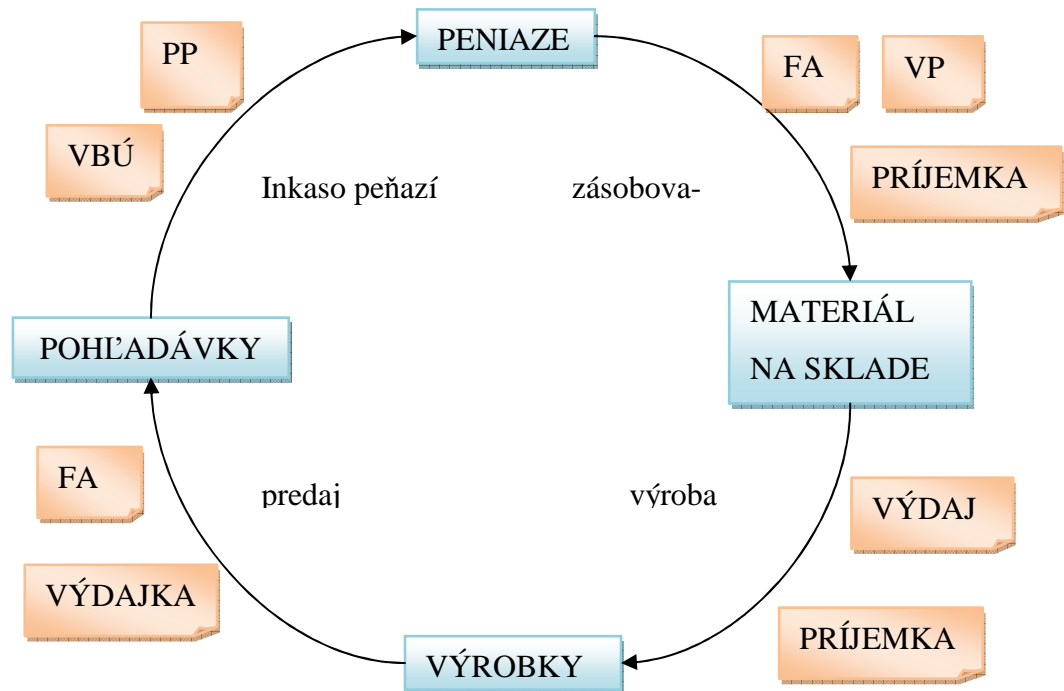 PENIAZE
PP
FA
VP
VBÚ
PRÍJEMKA
Inkaso peňazí
zásobova-
MATERIÁL
NA SKLADE
POHĽADÁVKY
FA
predaj
výroba
VÝDAJ
VÝDAJKA
PRÍJEMKA
VÝROBKY